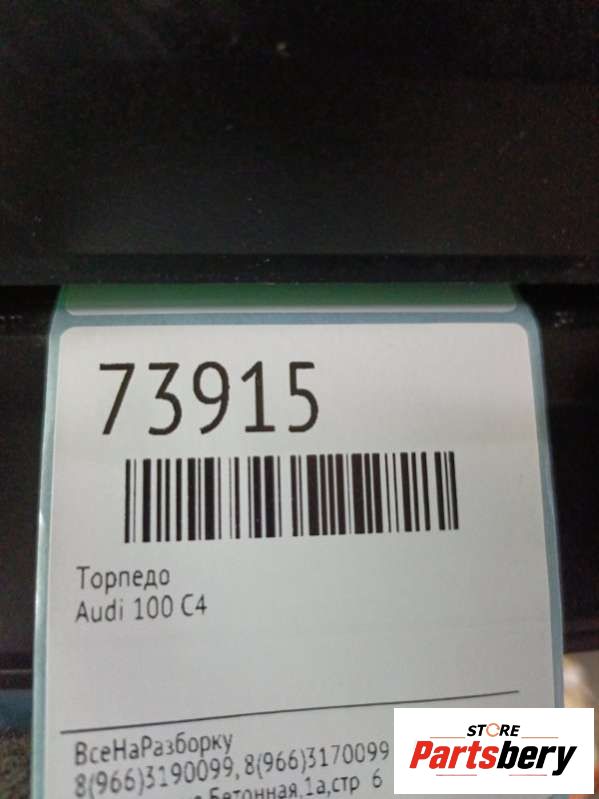 73915
Торпедо
Audi 100 C4
ВсеНаРазборку
8(966)3190099, 8(966)3170099
Бетонная,1а,стр 6
STORE
Partsbery